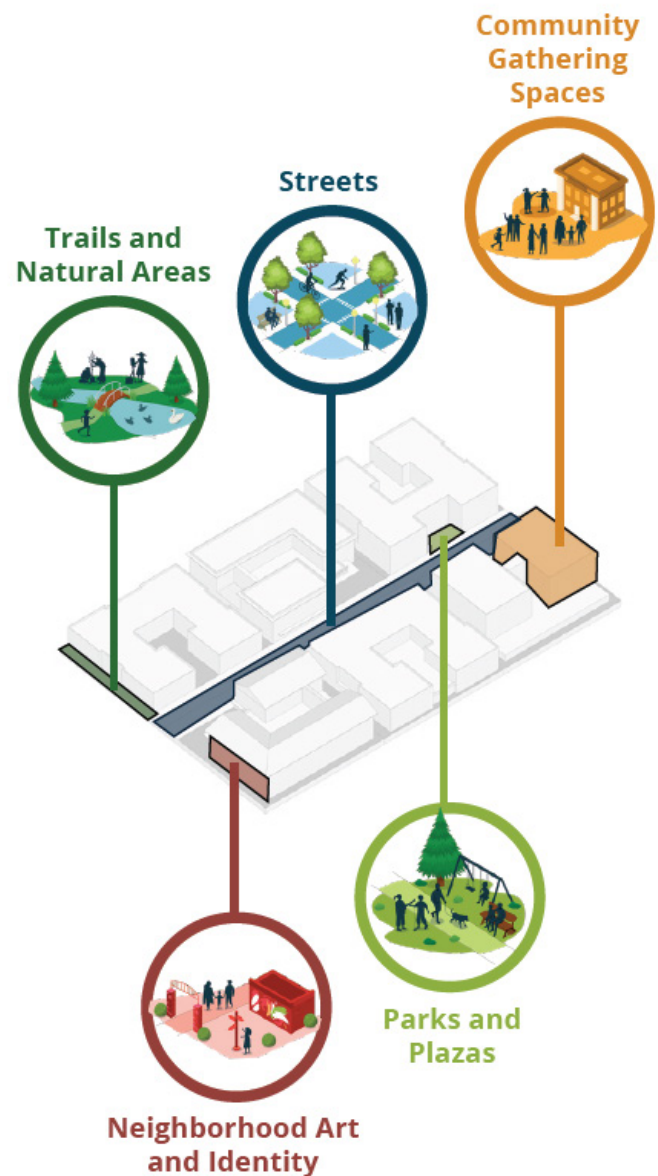 Community
Gathering
Spaces
Streets
Trails and
Natural Areas
Parks and
Plazas
Neighborhood Art
and Identity